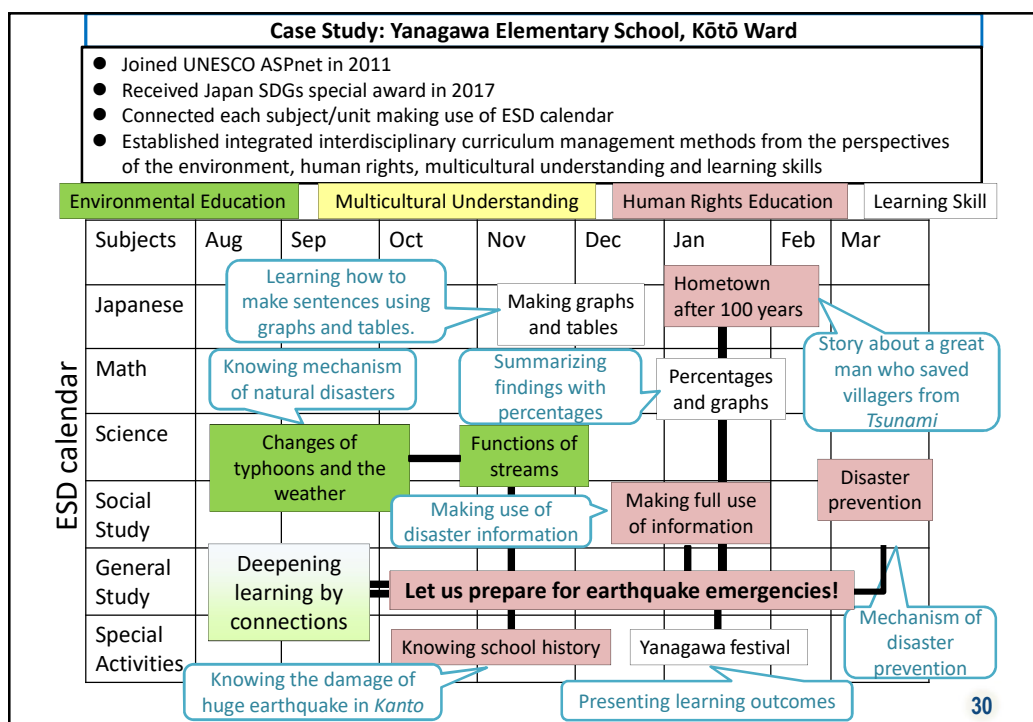 Case Study: Yanagawa Elementary School, Kōtō Ward
● Joined UNESCO ASPnet in 2011
● Received Japan SDGs special award in 2017
● Connected each subject/unit making use of ESD calendar
● Established integrated interdisciplinary curriculum management methods from the perspectives
of the environment, human rights, multicultural understanding and learning skills
Environmental Education
Multicultural Understanding
Human Rights Education
Learning Skill
ESD calendar
Subjects
Aug
Sep
Oct
Nov
Dec
Jan
Feb
Mar
Japanese
Learning how to
make sentences using
graphs and tables.
Making graphs
and tables
Hometown
after 100 years
Story about a great
man who saved
villagers from
Tsunami
Math
Knowing mechanism
of natural disasters
Summarizing
findings with
percentages
Percentages
and graphs
Science
Changes of
typhoons and the
weather
Functions of
streams
Disaster
prevention
Social
Study
Making use of
disaster information
Making full use
of information
General
Study
Deepening
learning by
connections
Let us prepare for earthquake emergencies!
Mechanism of
disaster
prevention
Special
Activities
Knowing school history
Yanagawa festival
Knowing the damage of
huge earthquake in Kanto
Presenting learning outcomes
30